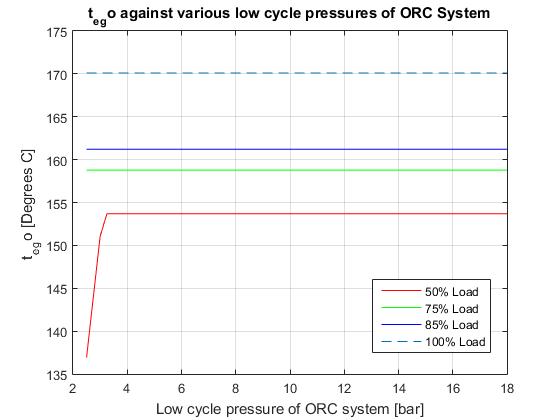 t_eg o against various low cycle pressures of ORC System
175
170
165
160
155
150
145
140
135
t_eg o [Degrees C]
50% Load
75% Load
85% Load
100% Load
2 4 6 8 10 12 14 16 18
Low cycle pressure of ORC system [bar]